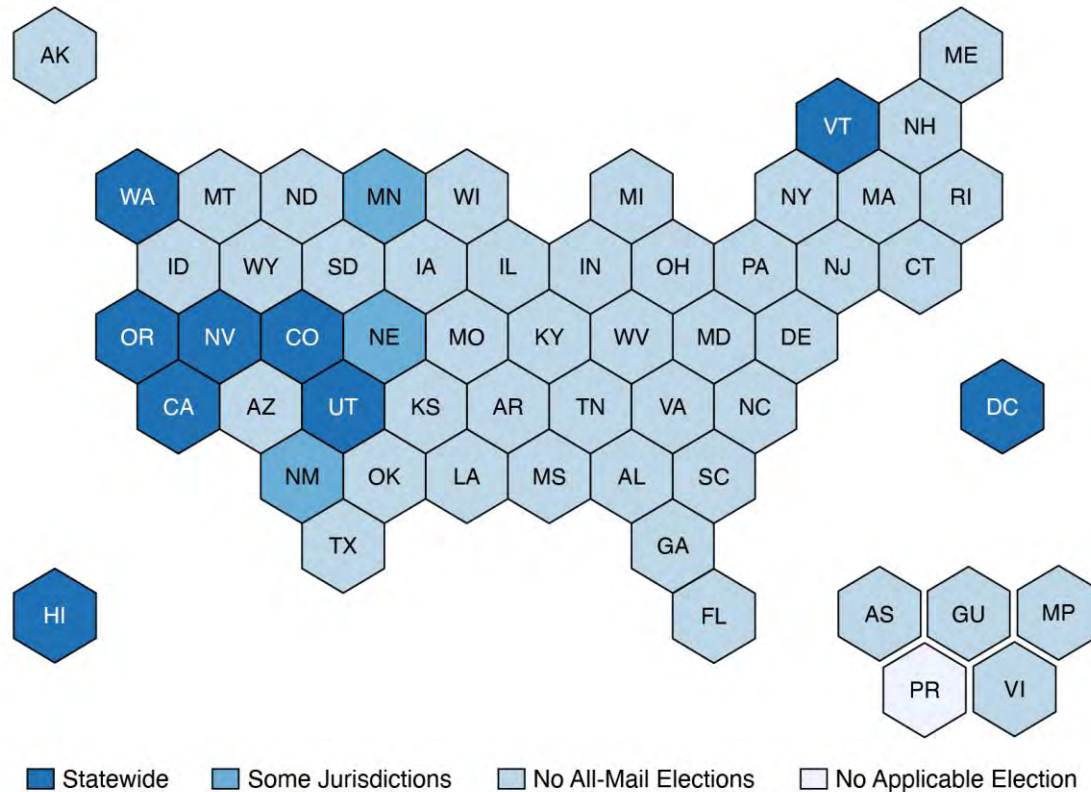 AK
ME
VT NH
WA MT ND MN WI MI NY MA RI
ID WY SD IA IL IN OH PA NJ CT
OR NV CO NE MO KY WV MD DE
CA AZ UT KS AR TN VA NC DC
NM OK LA MS AL SC
TX GA
HI FL AS GU MP
PR VI
Statewide Some Jurisdictions No All-Mail Elections No Applicable Election